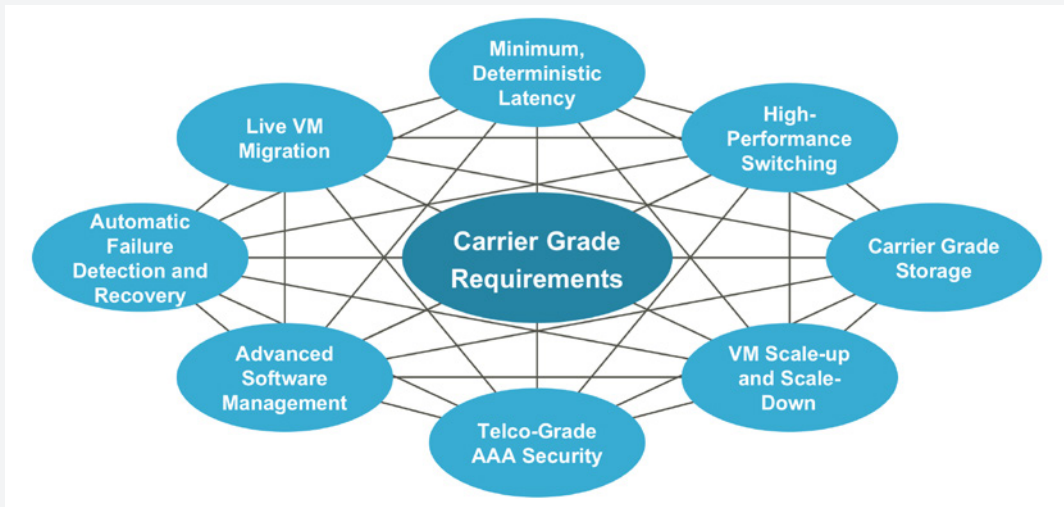 Minimum,
Deterministic
Latency
Live VM
Migration
High-
Performance
Switching
Automatic
Failure
Detection and
Recovery
Carrier Grade
Requirements
Carrier Grade
Storage
Advanced
Software
Management
VM Scale-up
and Scale-
Down
Telco-Grade
AAA Security